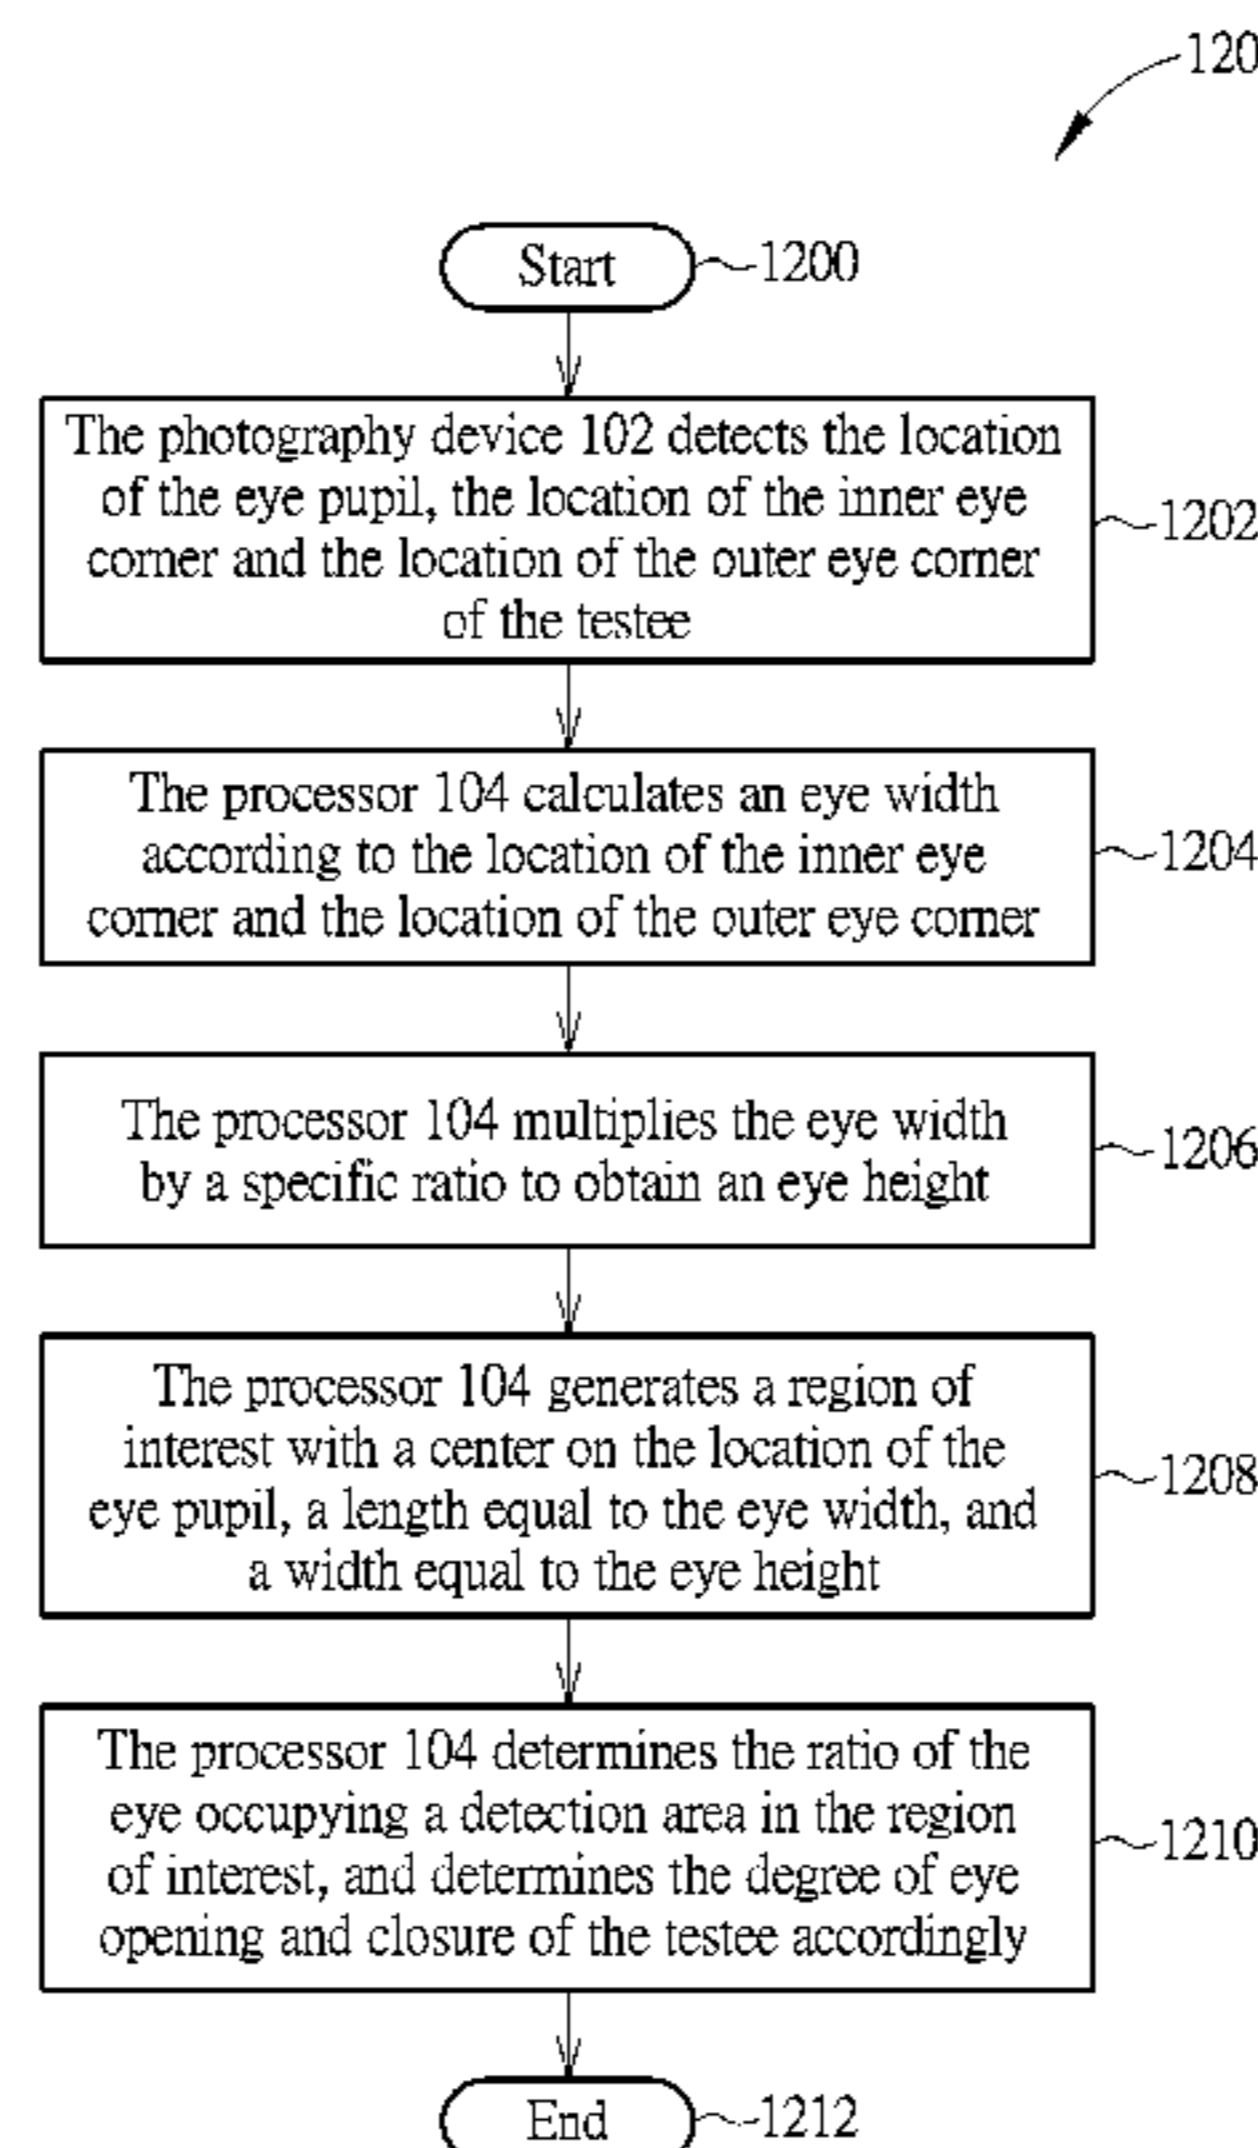 120
Start
1200
The photography device 102 detects the location
of the eye pupil, the location of the inner eye
corner and the location of the outer eye corner
of the testee
1202
The processor 104 calculates an eye width
according to the location of the inner eye
corner and the location of the outer eye corner
1204
The processor 104 multiplies the eye width
by a specific ratio to obtain an eye height
1206
The processor 104 generates a region of
interest with a center on the location of the
eye pupil, a length equal to the eye width, and
a width equal to the eye height
1208
The processor 104 determines the ratio of the
eye occupying a detection area in the region
of interest, and determines the degree of eye
opening and closure of the testee accordingly
1210
End
1212